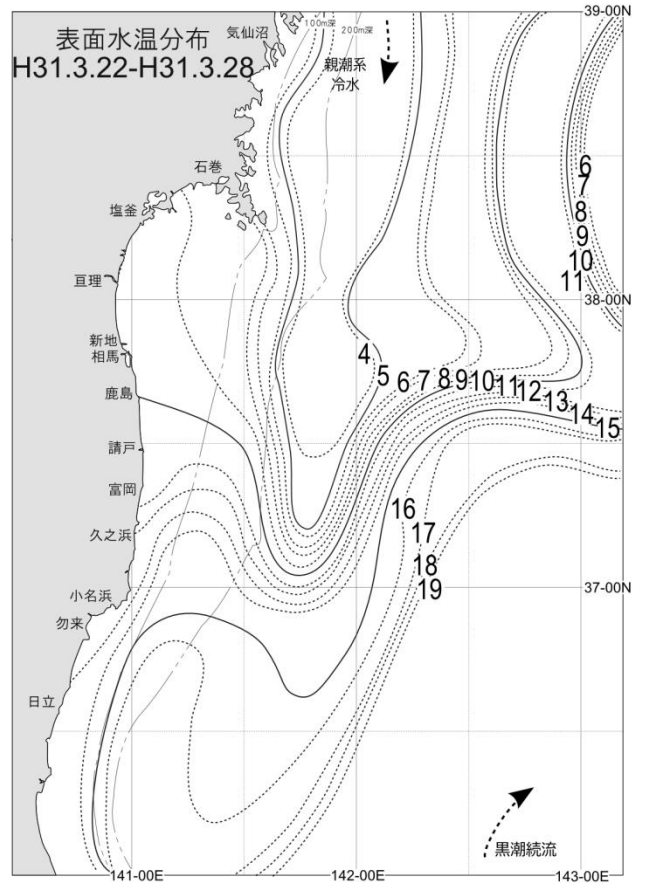 表面水温分布
H31.3.22-H31.3.28
気仙沼
100m深
200m深
39-00N
親潮系
冷水
石巻
塩釜
亘理
新地
相馬
鹿島
請戸
富岡
久之浜
小名浜
勿来
日立
6
7
8
9
10
11
38-00N
4
5
6
7
8
9
10
11
12
13
14
15
16
17
18
19
37-00N
黒潮続流
141-00E
142-00E
143-00E